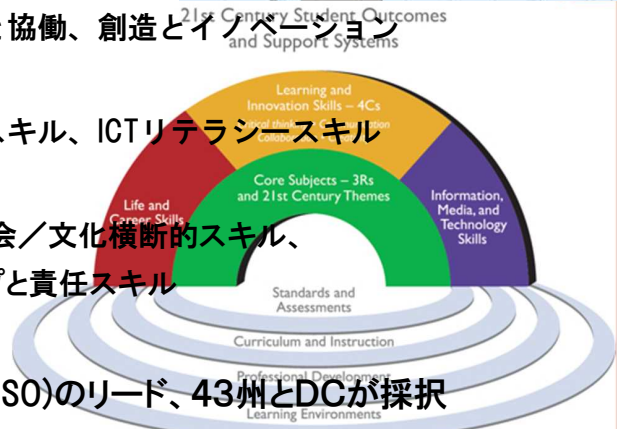 21st Century Student Outcomes
と協働、創造とイノベーション
and Support Systems
Learning and
Innovation Skills – 4Cs
Critical thinking
スキル、ICTリテラシースキル
Core Subjects – 3Rs
and 21st Century Themes
Life and
Career Skills
Information,
Media, and
Technology
Skills
会／文化横断的スキル、
プと責任スキル
Standards and
Assessments
Curriculum and Instruction
Professional Development
SO)のリード、43州とDCが採択
Learning Environments